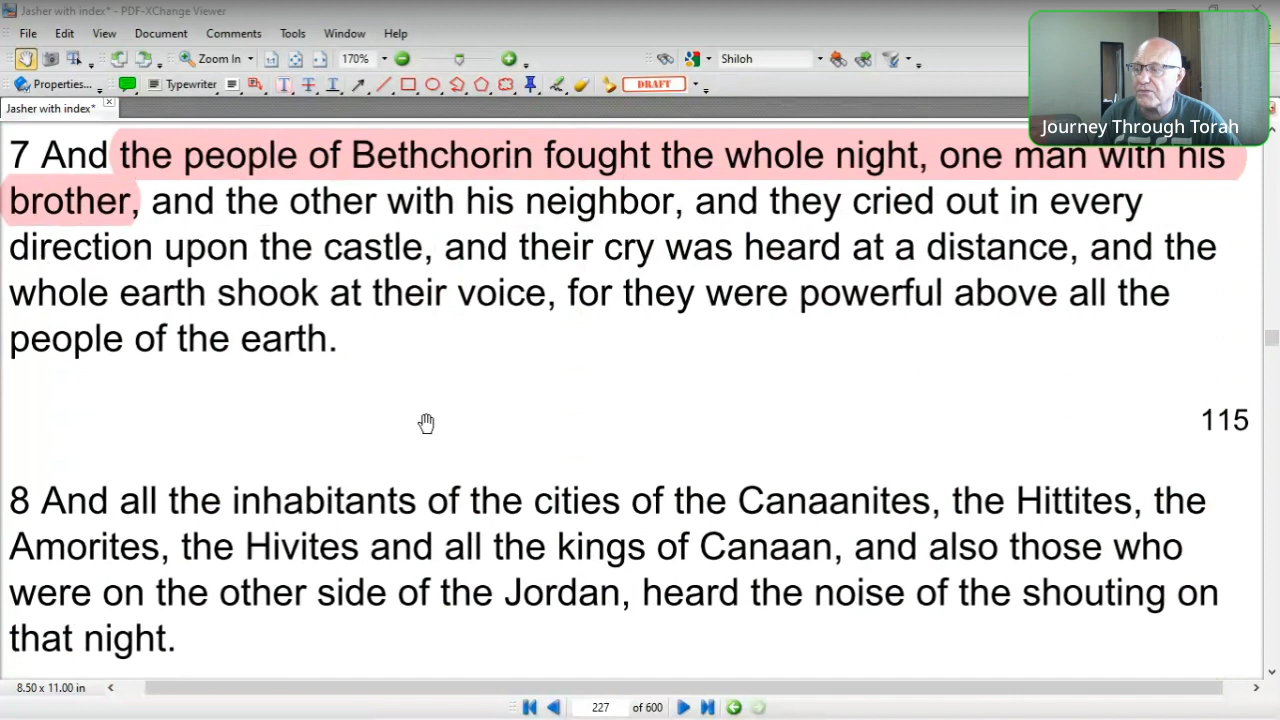 Jasher with index* - PDF-XChange Viewer
File Edit View Document Comments Tools Window Help
Zoom In 170% Shiloh
Properties... Typewriter DRAFT
Jasher with index*
Journey Through Torah
7 And the people of Bethchorin fought the whole night, one man with his
brother, and the other with his neighbor, and they cried out in every
direction upon the castle, and their cry was heard at a distance, and the
whole earth shook at their voice, for they were powerful above all the
people of the earth.
115
8 And all the inhabitants of the cities of the Canaanites, the Hittites, the
Amorites, the Hivites and all the kings of Canaan, and also those who
were on the other side of the Jordan, heard the noise of the shouting on
that night.
8.50 x 11.00 in
227 of 600